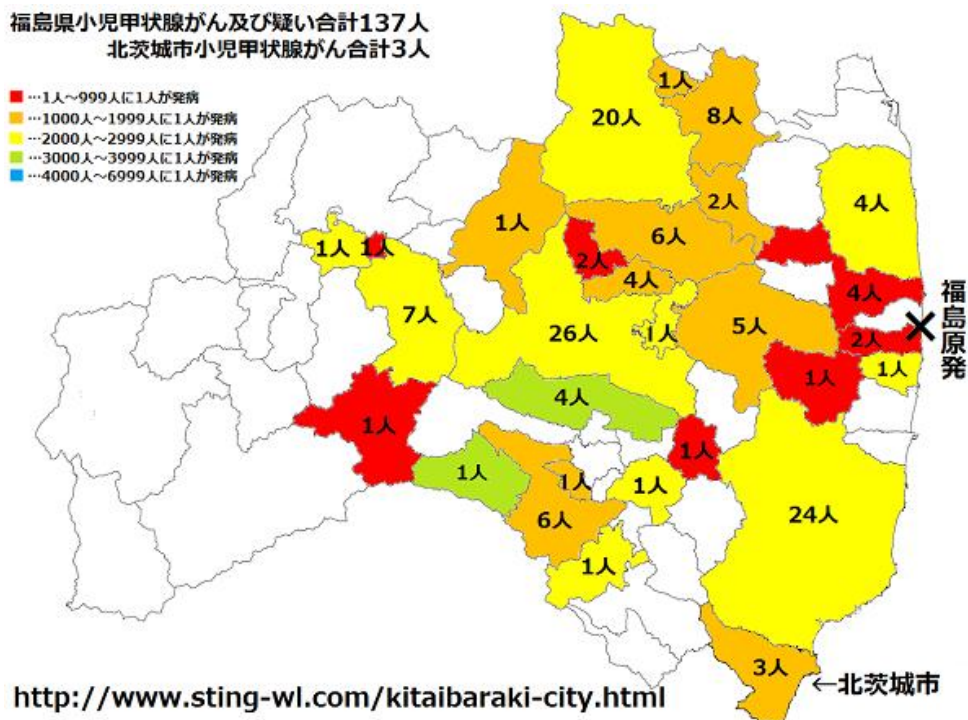 福島県小児甲状腺がん及び疑い合計137人
北茨城市小児甲状腺がん合計3人
■…1人～999人に1人が発病
■…1000人～1999人に1人が発病
■…2000人～2999人に1人が発病
■…3000人～3999人に1人が発病
■…4000人～6999人に1人が発病
1人
20人
8人
2人
4人
1人
6人
1人
1人
2人
4人
4人
7人
26人
1人
5人
2人
1人
1人
4人
1人
1人
1人
1人
1人
6人
24人
1人
3人
福島原発
←北茨城市
http://www.sting-wl.com/kitaibaraki-city.html